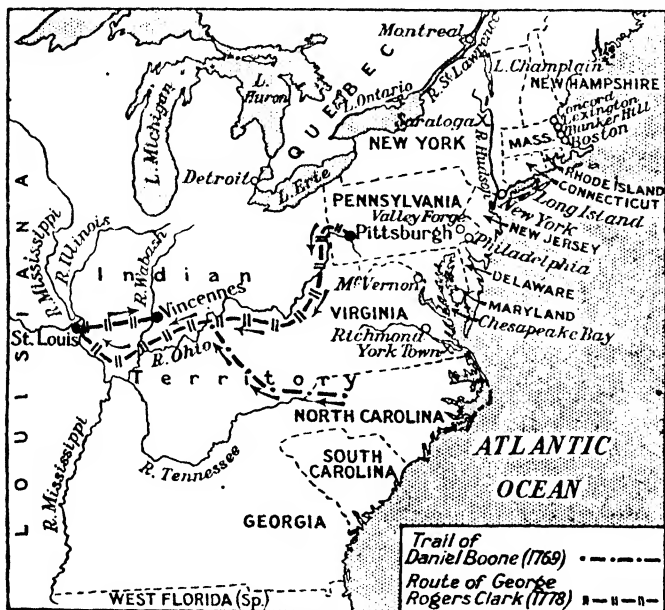 Montreal
R. St. Lawrence
QUEBEC
L. Champlain
NEW HAMPSHIRE
L. Huron
L. Ontario
L. Michigan
Saratoga
R. Hudson
Concord
Lexington
Bunker Hill
Boston
MASS.
NEW YORK
Detroit
L. Erie
RHODE ISLAND
CONNECTICUT
Long Island
New York
PENNSYLVANIA
Valley Forge
Pittsburgh
NEW JERSEY
Philadelphia
LOUISIANA
R. Mississippi
R. Illinois
R. Wabash
Indian
Territory
Mt Vernon
DELAWARE
MARYLAND
Chesapeake Bay
Vincennes
St. Louis
R. Ohio
VIRGINIA
Richmond
York Town
NORTH CAROLINA
R. Tennessee
SOUTH
CAROLINA
ATLANTIC
OCEAN
R. Mississippi
GEORGIA
WEST FLORIDA (Sp.)
Trail of
Daniel Boone (1769)
Route of George
Rogers Clark (1778)